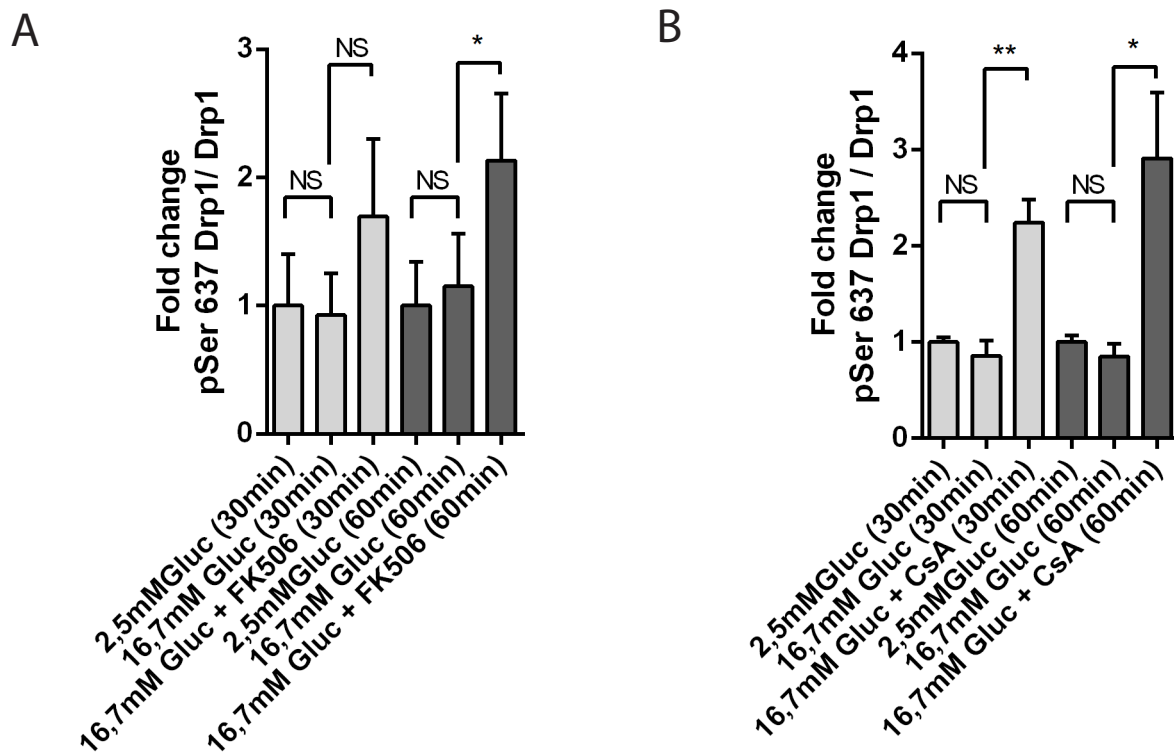 A
Fold change
pSer 637 Drp1/ Drp1
3
2
1
0
NS
NS
NS
*
2,5mMGluc (30min)
16,7mM Gluc (30min)
16,7mM Gluc + FK506 (30min)
2,5mMGluc (60min)
16,7mM Gluc (60min)
16,7mM Gluc + FK506 (60min)
B
Fold change
pSer 637 Drp1 / Drp1
4
3
2
1
0
NS
**
NS
*
2,5mMGluc (30min)
16,7mM Gluc (30min)
16,7mM Gluc + CsA (30min)
2,5mMGluc (60min)
16,7mM Gluc (60min)
16,7mM Gluc + CsA (60min)